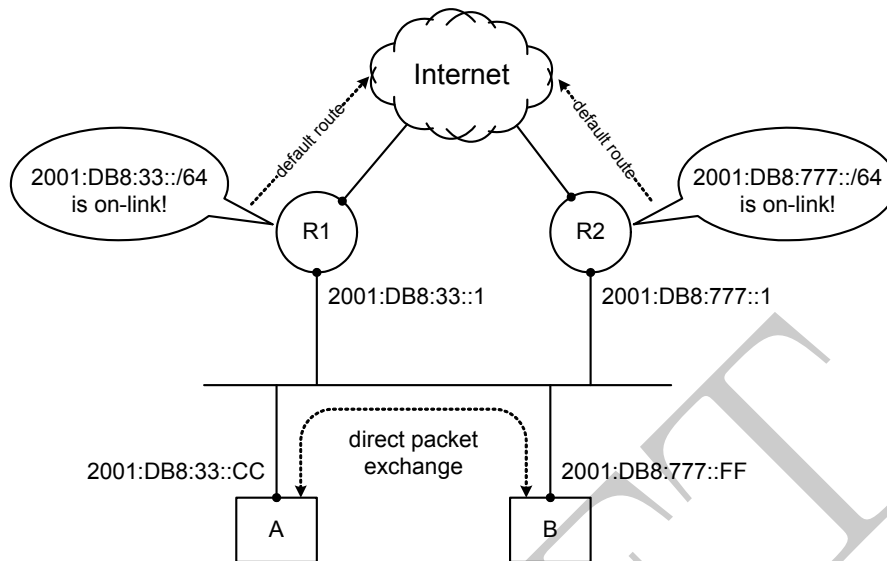 Internet
default route
default route
2001:DB8:33::/64
is on-link!
2001:DB8:777::/64
is on-link!
R1
R2
2001:DB8:33::1
2001:DB8:777::1
direct packet
exchange
2001:DB8:33::CC
2001:DB8:777::FF
A
B